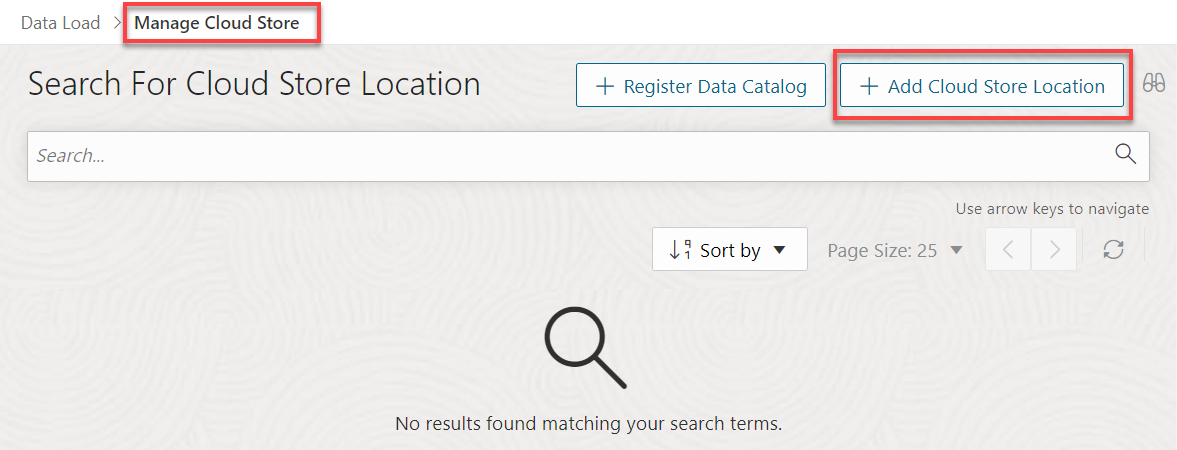 Data Load > Manage Cloud Store
Search For Cloud Store Location
+ Register Data Catalog
+ Add Cloud Store Location
Search...
Use arrow keys to navigate
Sort by
Page Size: 25
No results found matching your search terms.